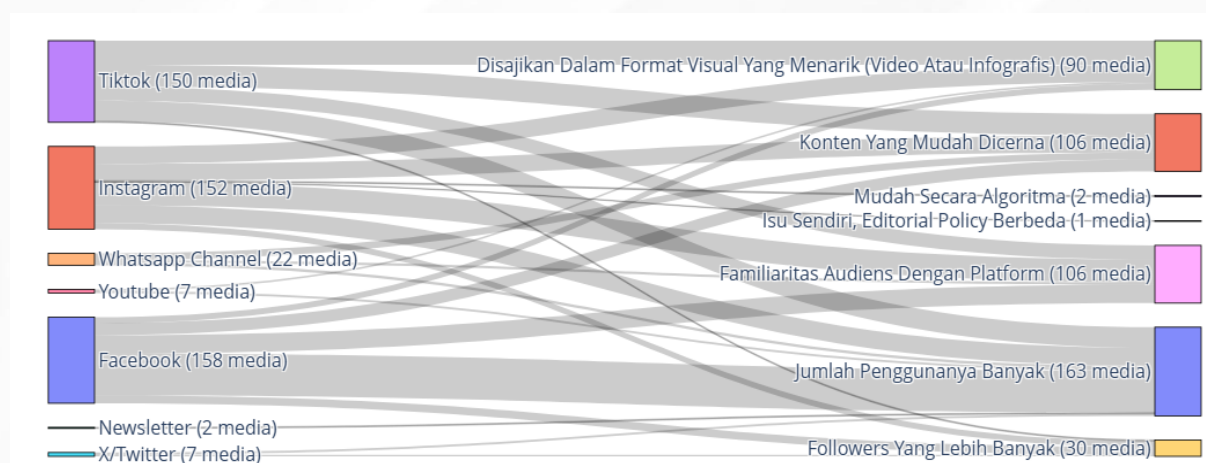 Tiktok (150 media)
Instagram (152 media)
Whatsapp Channel (22 media)
Youtube (7 media)
Facebook (158 media)
Newsletter (2 media)
X/Twitter (7 media)
Disajikan Dalam Format Visual Yang Menarik (Video Atau Infografis) (90 media)
Konten Yang Mudah Dicerna (106 media)
Mudah Secara Algoritma (2 media)
Isu Sendiri, Editorial Policy Berbeda (1 media)
Familiaritas Audiens Dengan Platform (106 media)
Jumlah Penggunanya Banyak (163 media)
Followers Yang Lebih Banyak (30 media)